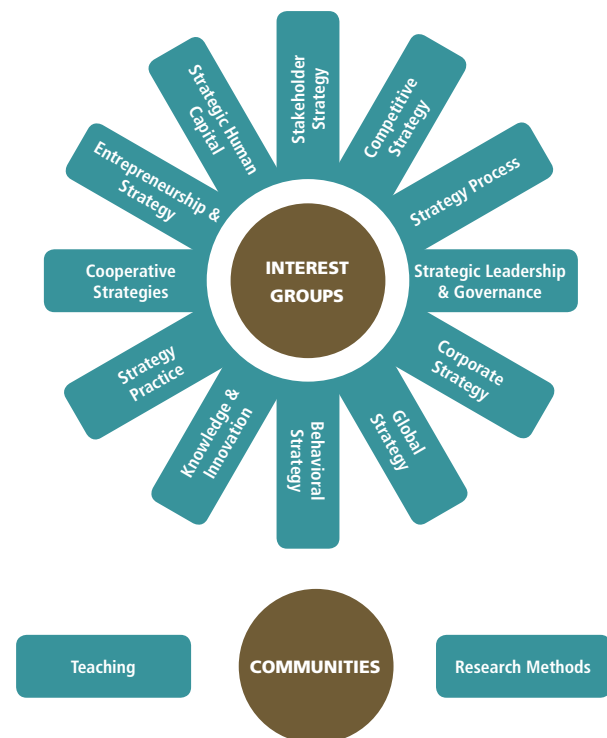 Stakeholder
Strategy
Competitive
Strategy
Strategy Process
Strategic Leadership
& Governance
Corporate
Strategy
Global
Strategy
Behavioral
Strategy
Knowledge &
Innovation
Strategy
Practice
Cooperative
Strategies
Entrepreneurship &
Strategy
Strategic Human
Capital
INTEREST
GROUPS
Teaching
COMMUNITIES
Research Methods